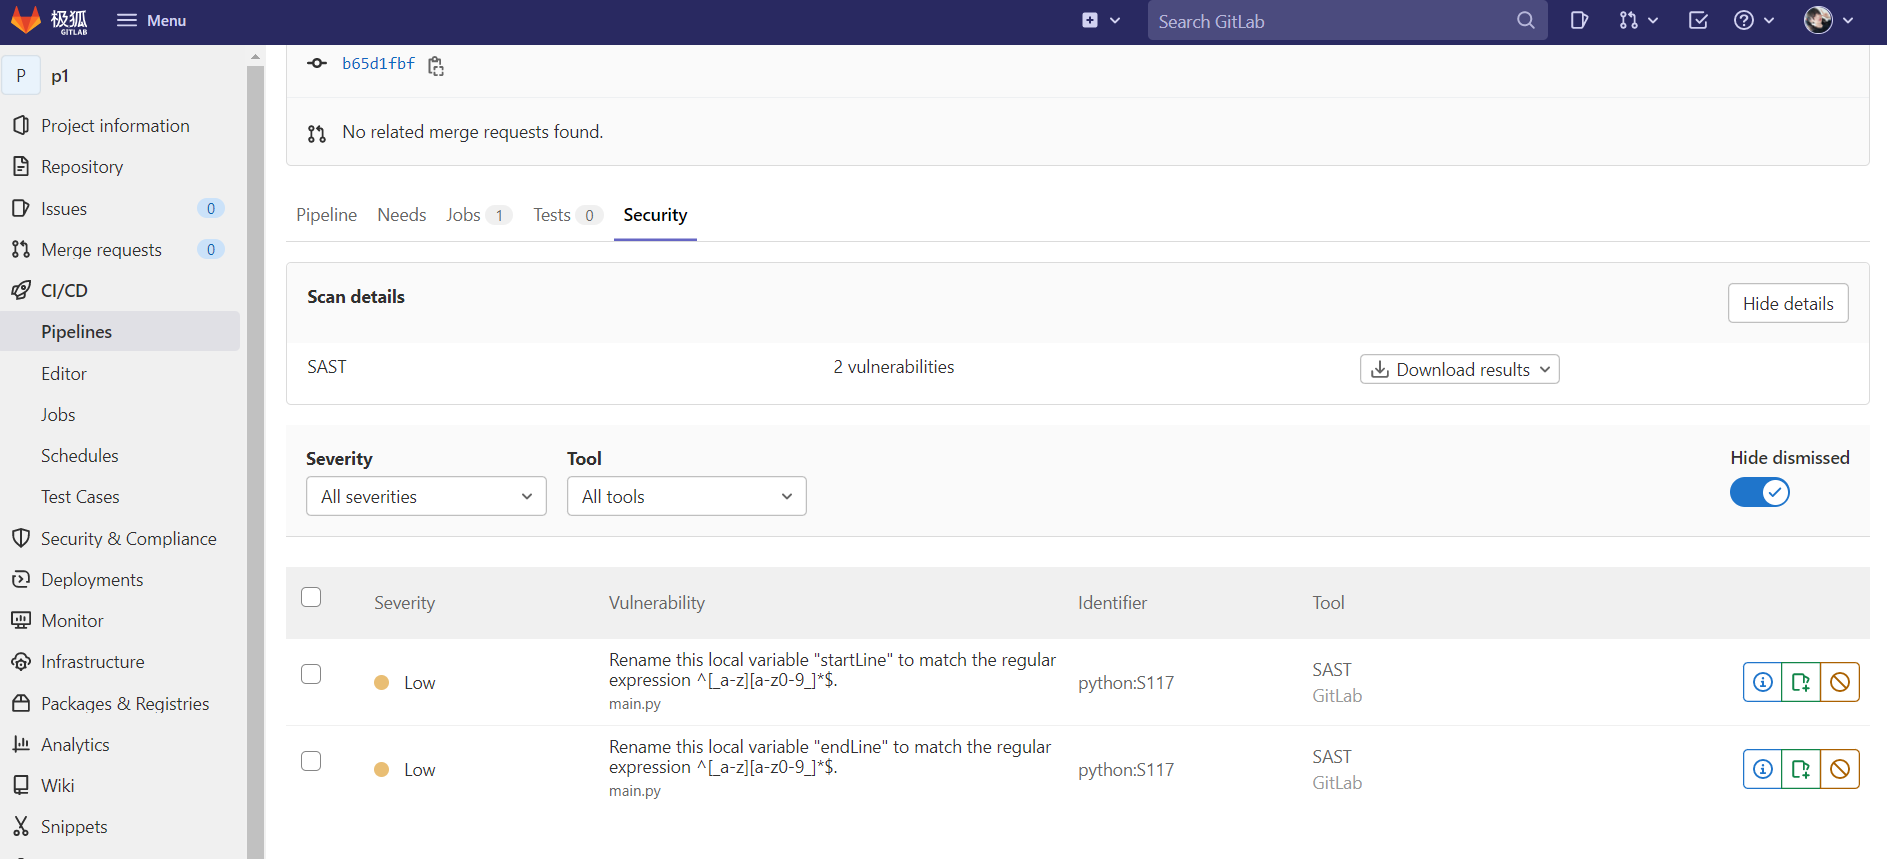 极狐
GITLAB
Menu
Search GitLab
P
p1
Project information
Repository
Issues 0
Merge requests 0
CI/CD
Pipelines
Editor
Jobs
Schedules
Test Cases
Security & Compliance
Deployments
Monitor
Infrastructure
Packages & Registries
Analytics
Wiki
Snippets
b65d1fbf
No related merge requests found.
Pipeline Needs Jobs 1 Tests 0 Security
Scan details
Hide details
SAST 2 vulnerabilities Download results
Severity Tool Hide dismissed
All severities All tools
Severity Vulnerability Identifier Tool
Low
Rename this local variable "startLine" to match the regular
expression ^[_a-z][a-z0-9_]*$.
main.py
python:S117
SAST
GitLab
Low
Rename this local variable "endLine" to match the regular
expression ^[_a-z][a-z0-9_]*$.
main.py
python:S117
SAST
GitLab